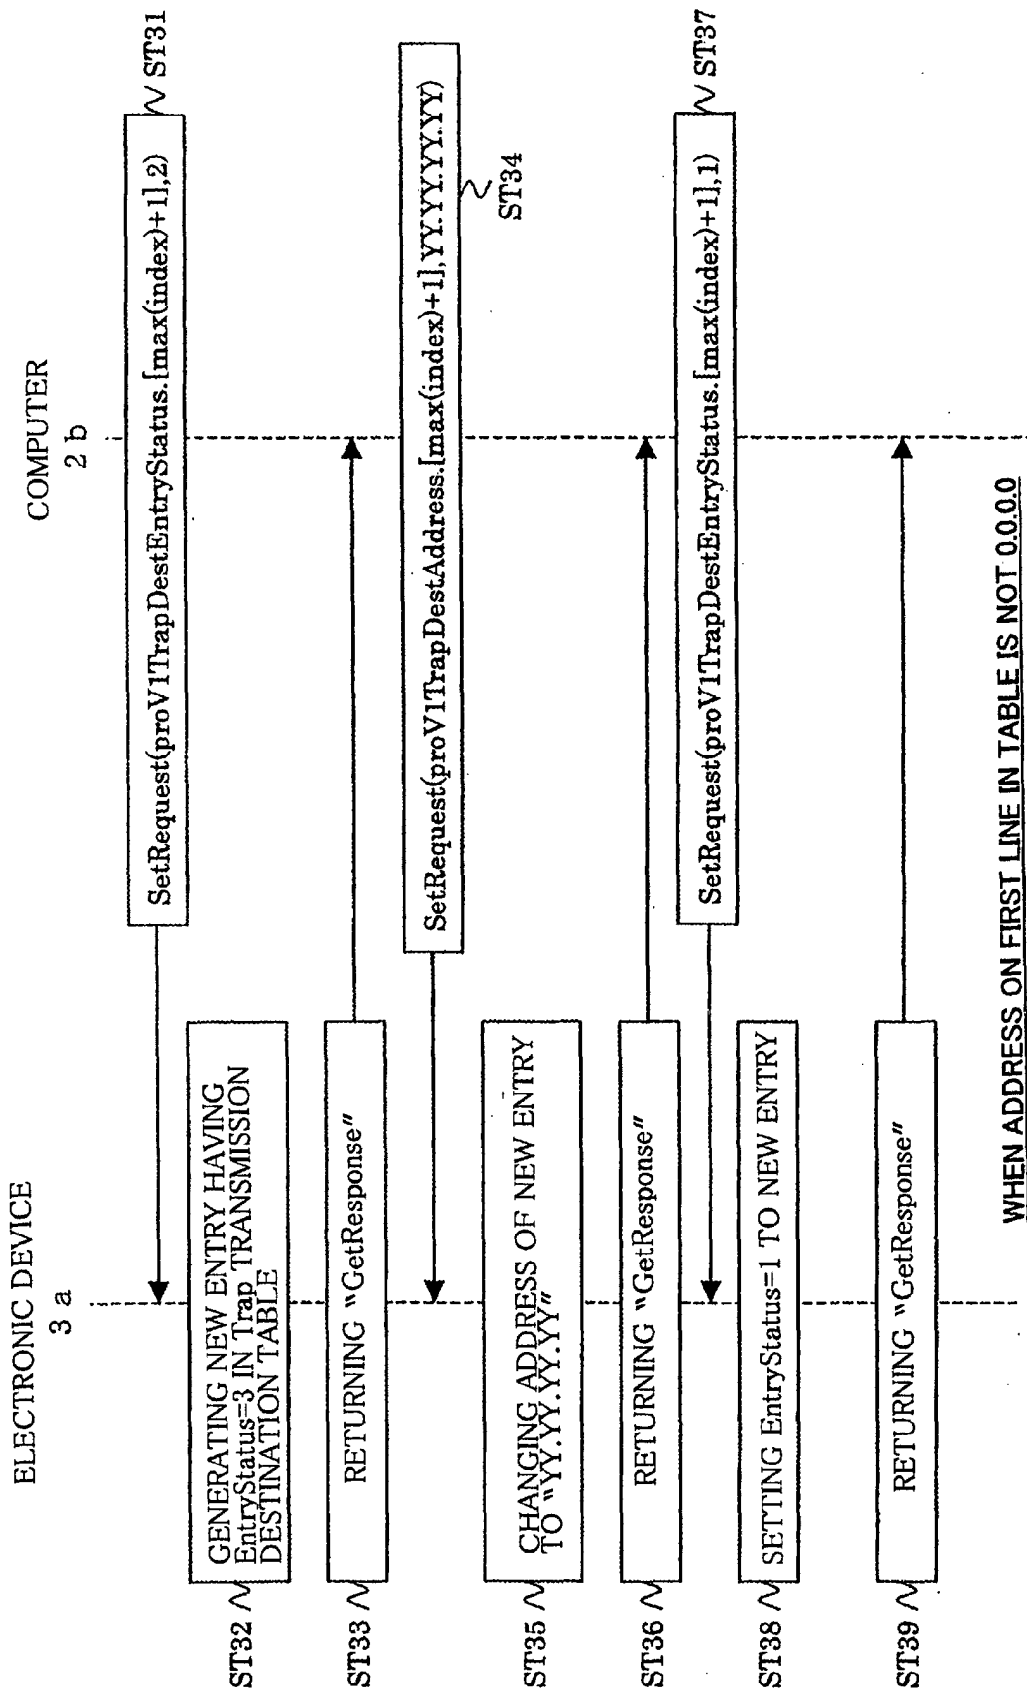 ELECTRONIC DEVICE
3 a
COMPUTER
2 b
SetRequest(proV1TrapDestEntryStatus.[max(index)+1],2)
ST31
ST32
GENERATING NEW ENTRY HAVING
EntryStatus=3 IN Trap TRANSMISSION
DESTINATION TABLE
ST33
RETURNING "GetResponse"
SetRequest(proV1TrapDestAddress.[max(index)+1],YY.YY.YY.YY)
ST34
ST35
CHANGING ADDRESS OF NEW ENTRY
TO "YY.YY.YY.YY"
ST36
RETURNING "GetResponse"
SetRequest(proV1TrapDestEntryStatus.[max(index)+1],1)
ST37
ST38
SETTING EntryStatus=1 TO NEW ENTRY
ST39
RETURNING "GetResponse"
WHEN ADDRESS ON FIRST LINE IN TABLE IS NOT 0.0.0.0